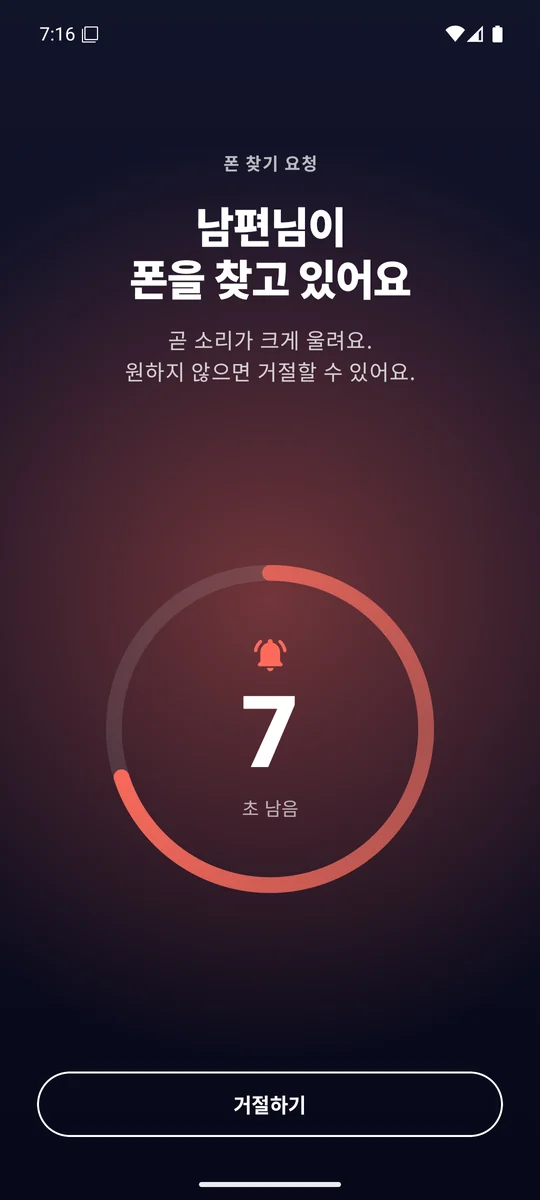 7:16
폰 찾기 요청
남편님이
폰을 찾고 있어요
곧 소리가 크게 울려요.
원하지 않으면 거절할 수 있어요.
7
초 남음
거절하기